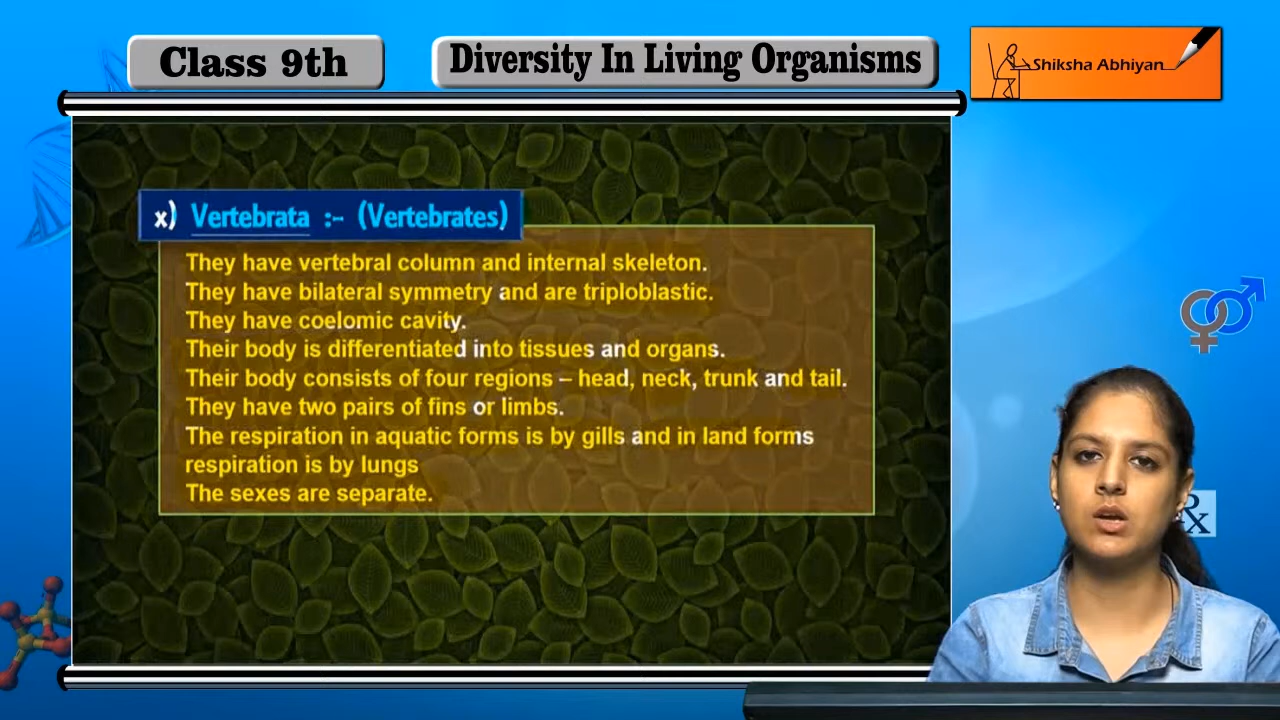 Class 9th
Diversity In Living Organisms
Shiksha Abhiyan
x) Vertebrata :- (Vertebrates)
They have vertebral column and internal skeleton.
They have bilateral symmetry and are triploblastic.
They have coelomic cavity.
Their body is differentiated into tissues and organs.
Their body consists of four regions – head, neck, trunk and tail.
They have two pairs of fins or limbs.
The respiration in aquatic forms is by gills and in land forms
respiration is by lungs
The sexes are separate.
Rx